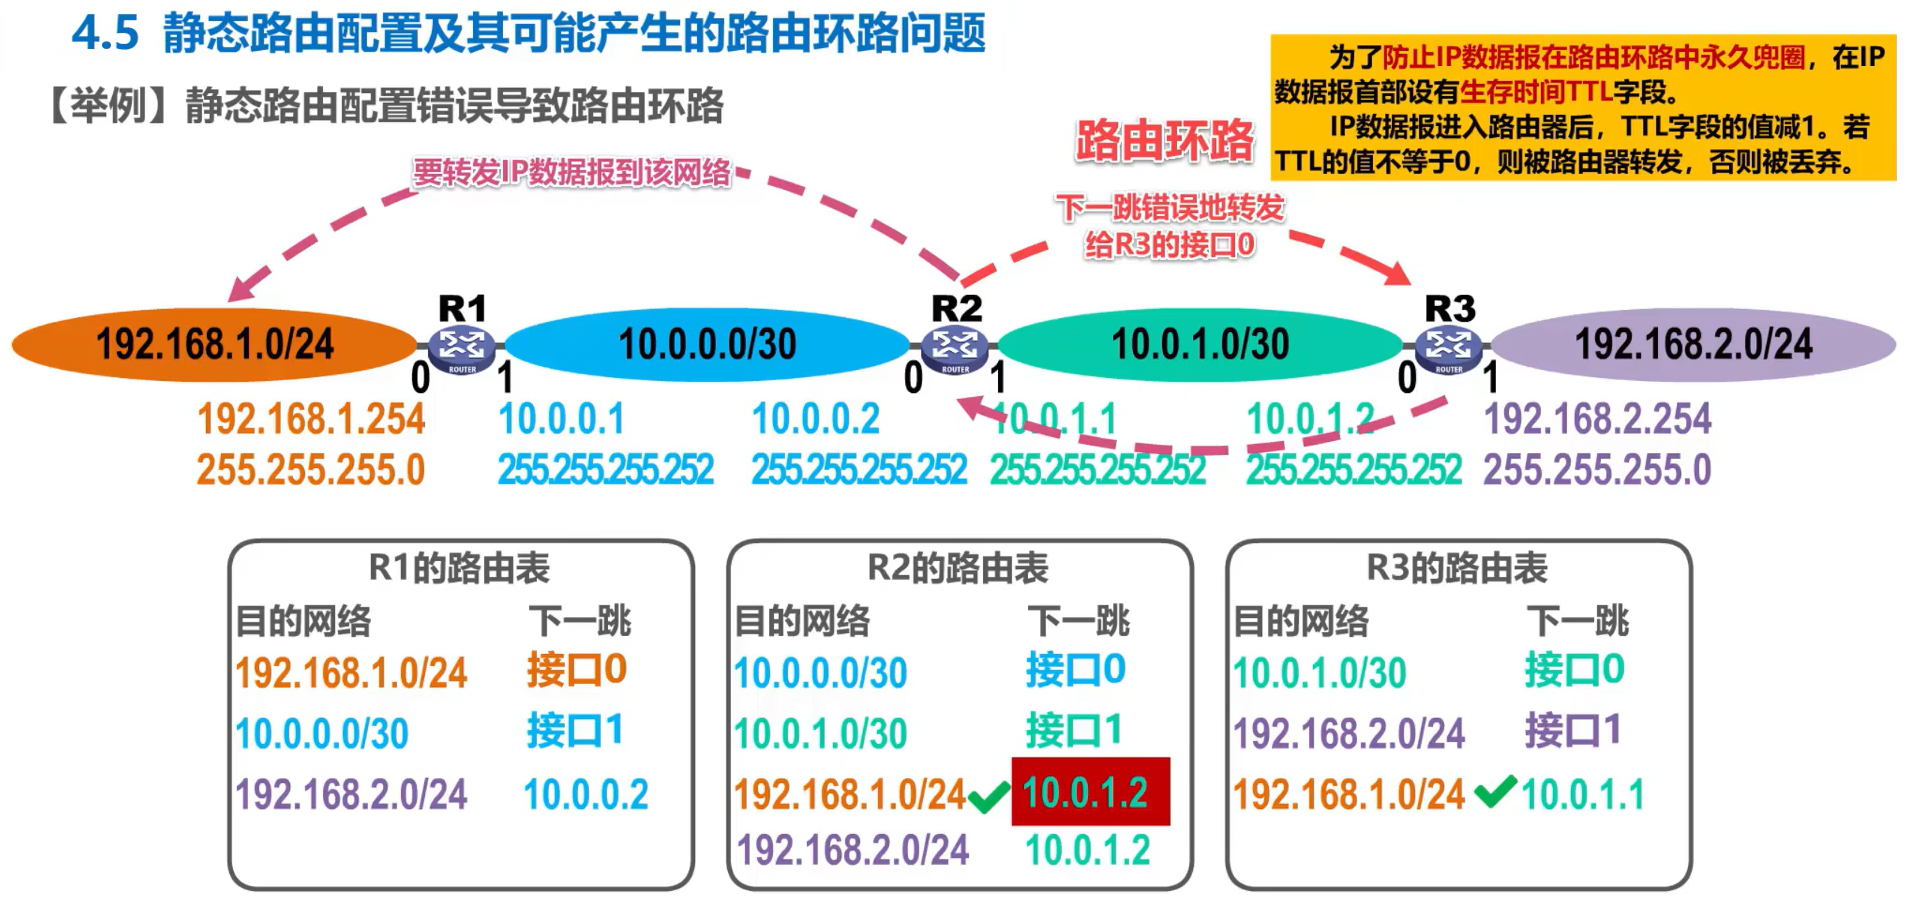 4.5 静态路由配置及其可能产生的路由环路问题
【举例】静态路由配置错误导致路由环路
为了防止IP数据报在路由环路中永久兜圈，在IP
数据报首部设有生存时间TTL字段。
IP数据报进入路由器后，TTL字段的值减1。若
TTL的值不等于0，则被路由器转发，否则被丢弃。
路由环路
要转发IP数据报到该网络
下一跳错误地转发
给R3的接口0
R1
R2
R3
192.168.1.0/24
ROUTER
10.0.0.0/30
ROUTER
10.0.1.0/30
ROUTER
192.168.2.0/24
0
1
0
1
0
1
192.168.1.254
10.0.0.1
10.0.0.2
10.0.1.1
10.0.1.2
192.168.2.254
255.255.255.0
255.255.255.252
255.255.255.252
255.255.255.252
255.255.255.252
255.255.255.0
R1的路由表
目的网络 下一跳
192.168.1.0/24 接口0
10.0.0.0/30 接口1
192.168.2.0/24 10.0.0.2
R2的路由表
目的网络 下一跳
10.0.0.0/30 接口0
10.0.1.0/30 接口1
192.168.1.0/24 10.0.1.2
192.168.2.0/24 10.0.1.2
R3的路由表
目的网络 下一跳
10.0.1.0/30 接口0
192.168.2.0/24 接口1
192.168.1.0/24 10.0.1.1